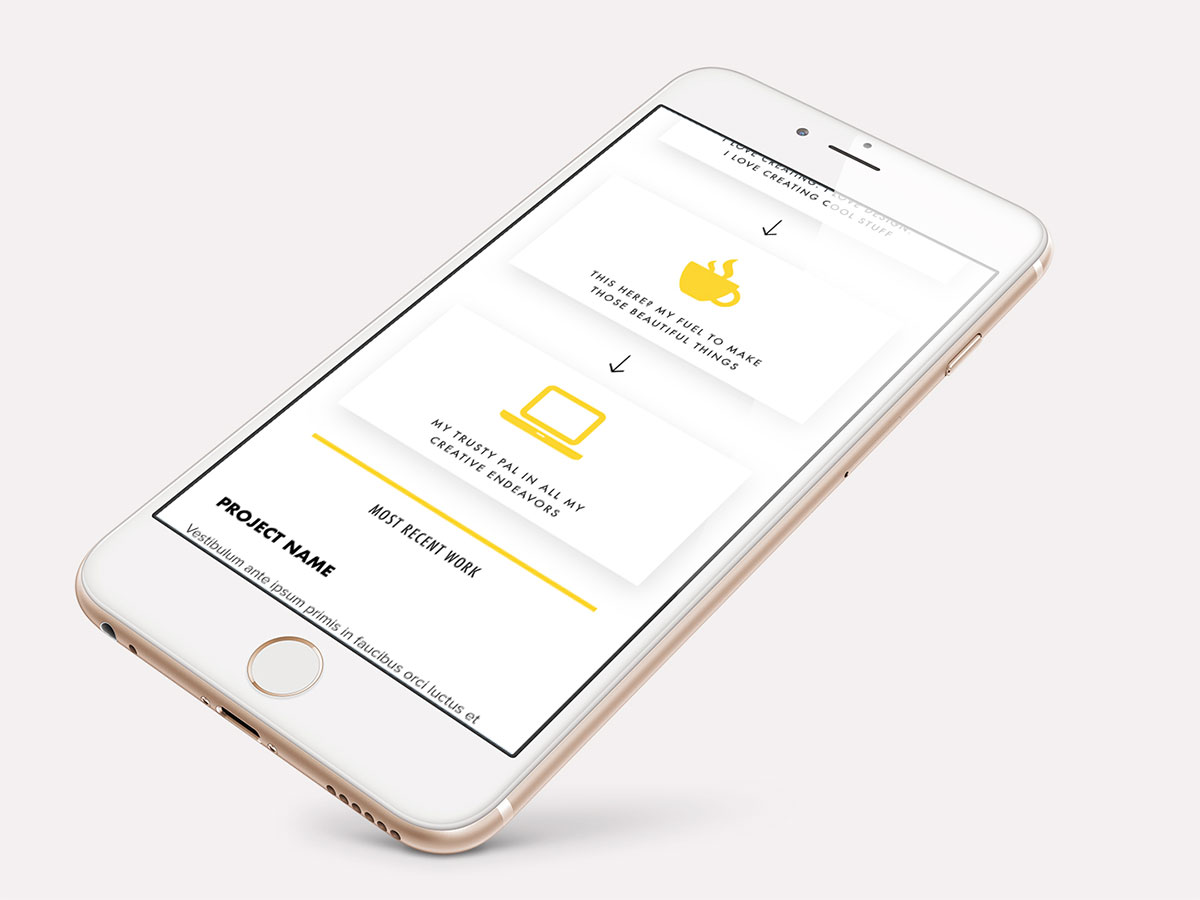 I LOVE CREATING. I LOVE DESIGN.
I LOVE CREATING COOL STUFF
THIS HERE? MY FUEL TO MAKE
THOSE BEAUTIFUL THINGS
MY TRUSTY PAL IN ALL MY
CREATIVE ENDEAVORS
MOST RECENT WORK
PROJECT NAME
Vestibulum ante ipsum primis in faucibus orci luctus et